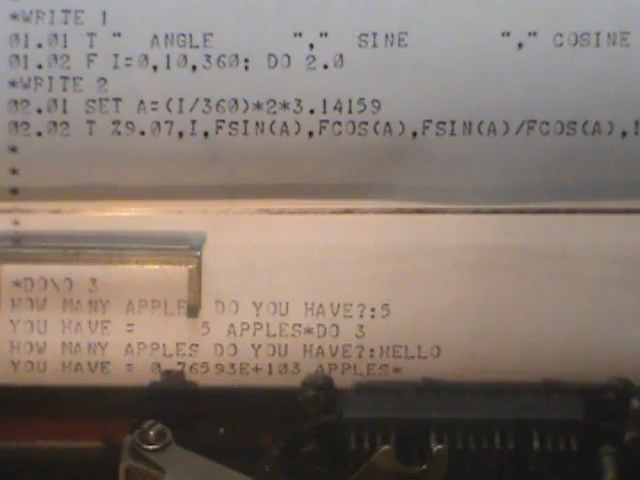 *WRITE 1
01.01 T "  ANGLE       ","  SINE        "," COSINE
01.02 F I=0,10,360; DO 2.0
*WRITE 2
02.01 SET A=(I/360)*2*3.14159
02.02 T %9.07,I,FSIN(A),FCOS(A),FSIN(A)/FCOS(A),!
*
*
*
*
*
*DO\O 3
HOW MANY APPLES DO YOU HAVE?:5
YOU HAVE =      5 APPLES*DO 3
HOW MANY APPLES DO YOU HAVE?:HELLO
YOU HAVE = 0.76593E+103 APPLES*